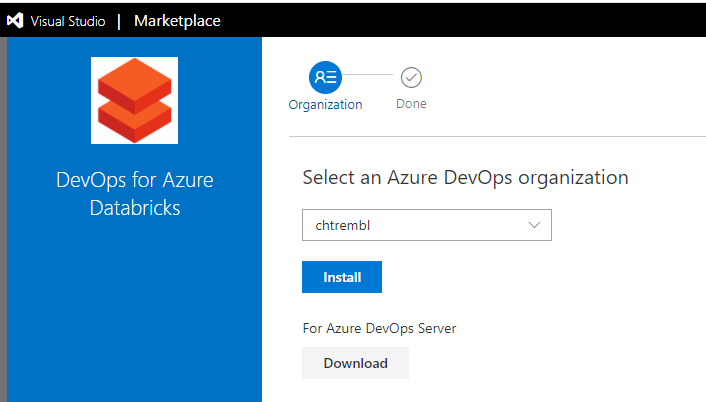 Visual Studio | Marketplace
DevOps for Azure
Databricks
Organization
Done
Select an Azure DevOps organization
chtrembl
Install
For Azure DevOps Server
Download